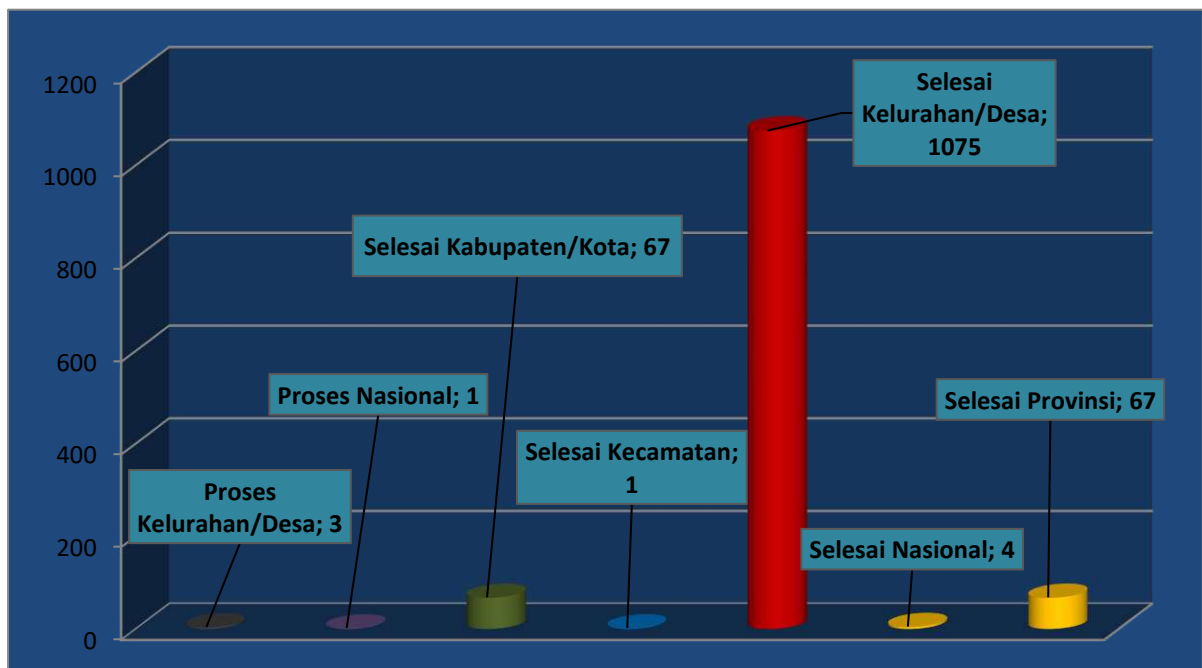 1200
1000
800
600
400
200
0
Proses
Kelurahan/Desa; 3
Proses Nasional; 1
Selesai Kabupaten/Kota; 67
Selesai Kecamatan;
1
Selesai
Kelurahan/Desa;
1075
Selesai Nasional; 4
Selesai Provinsi; 67